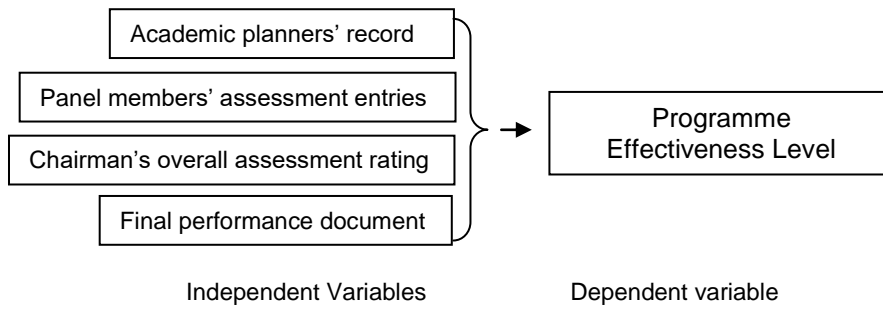 Academic planners’ record
Panel members’ assessment entries
Chairman’s overall assessment rating
Final performance document
Programme
Effectiveness Level
Independent Variables
Dependent variable